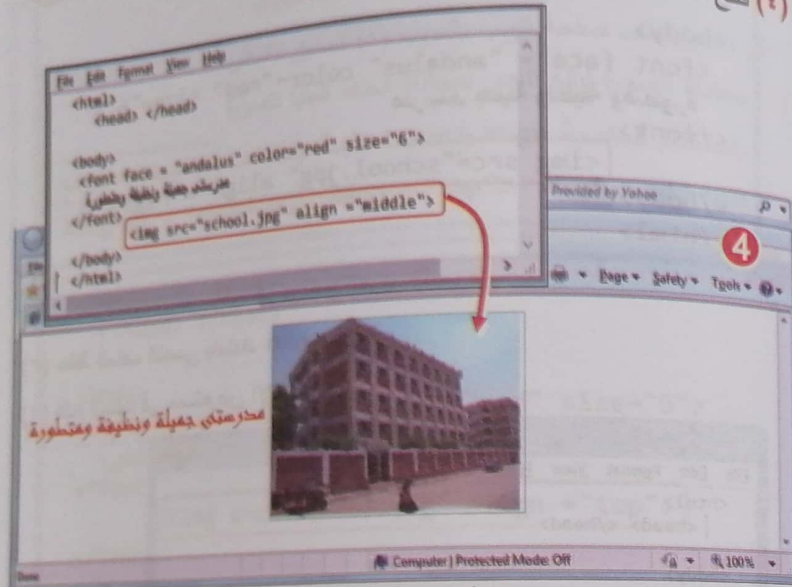 (٤)
File Edit Format View Help
<html>
<head> </head>
<body>
<font face = "andalus" color="red" size="6">
مدرستى جميلة ونظيفة ومتطورة
</font>
<img src="school.jpg" align ="middle">
</body>
</html>
Provided by Yahoo
4
Page Safety Tools
مدرستى جميلة ونظيفة ومتطورة
Done
Computer | Protected Mode: Off
100%